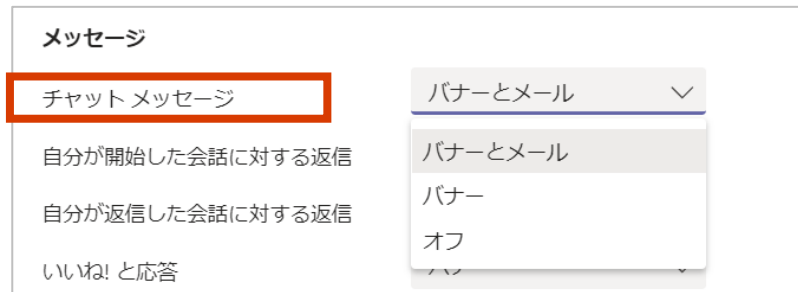 メッセージ
チャット メッセージ
バナーとメール
バナーとメール
自分が開始した会話に対する返信
バナー
自分が返信した会話に対する返信
オフ
いいね! と応答